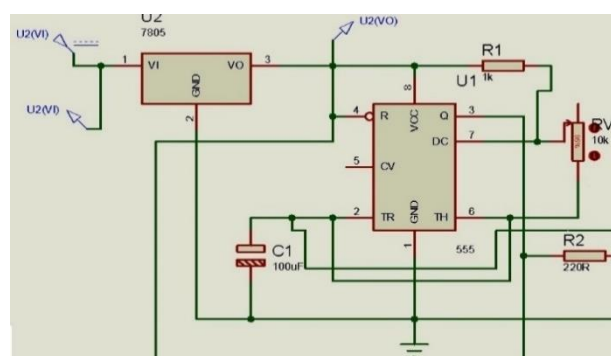 U2
U2(VO)
U2(VI)
7805
R1
1
VI
VO
3
U1
1k
GND
8
2
4
R
VCC
Q
3
U2(VI)
DC
7
10k
5
CV
2
TR
GND
TH
6
C1
1
555
R2
100uF
220R